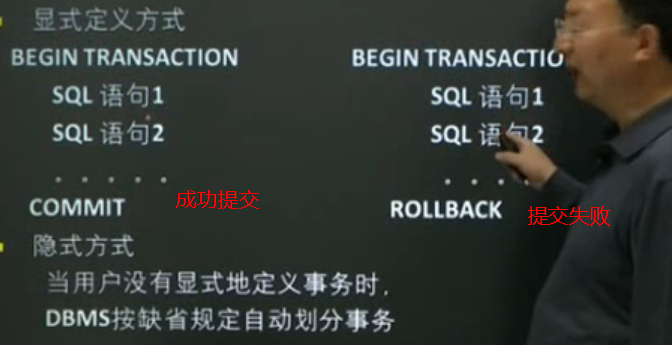 显式定义方式
BEGIN TRANSACTION
SQL 语句1
SQL 语句2
. . . . .
COMMIT
成功提交
BEGIN TRANSACTIO
SQL 语句1
SQL 语句2
. . . .
ROLLBACK
提交失败
隐式方式
当用户没有显式地定义事务时,
DBMS按缺省规定自动划分事务